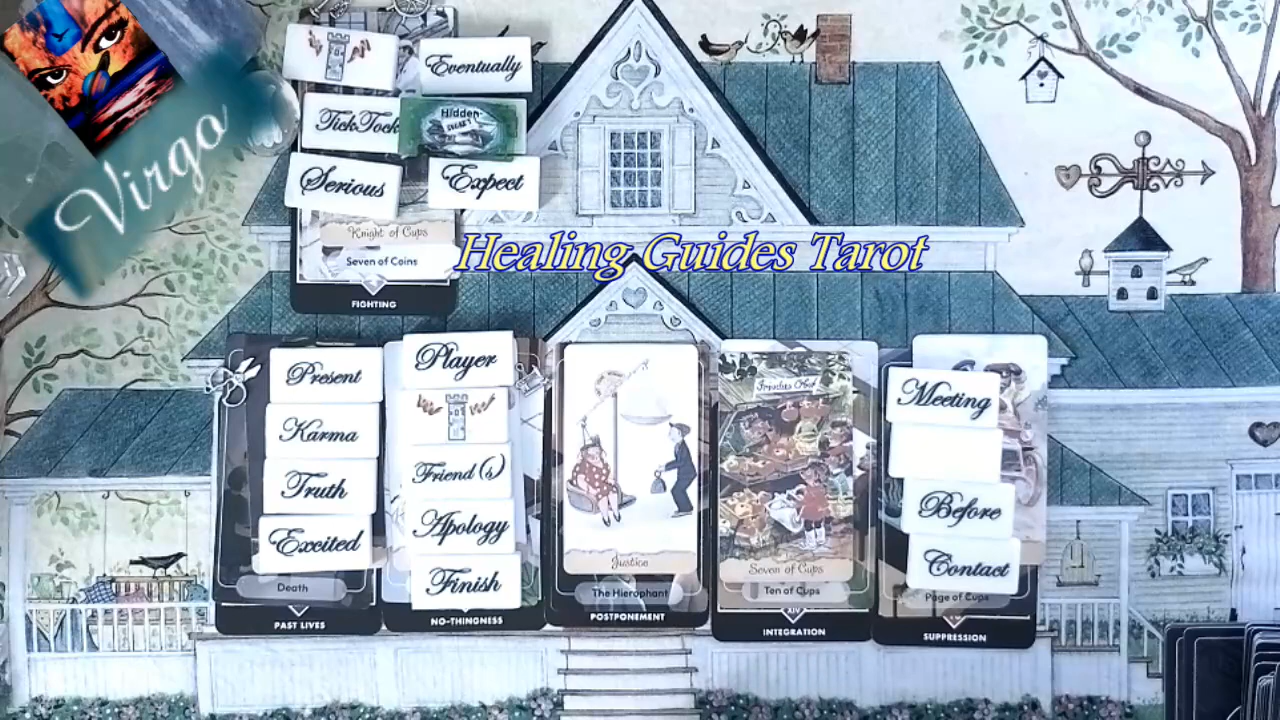 Virgo
Eventually
TickTock
Hidden
Serious
Expect
Knight of Cups
Seven of Coins
FIGHTING
Healing Guides Tarot
Present
Karma
Truth
Excited
Death
PAST LIVES
Player
Friend(s)
Apology
Finish
NO-THINGNESS
Justice
The Hierophant
POSTPONEMENT
Seven of Cups
Ten of Cups
XIV
INTEGRATION
Meeting
Before
Contact
Page of Cups
SUPPRESSION